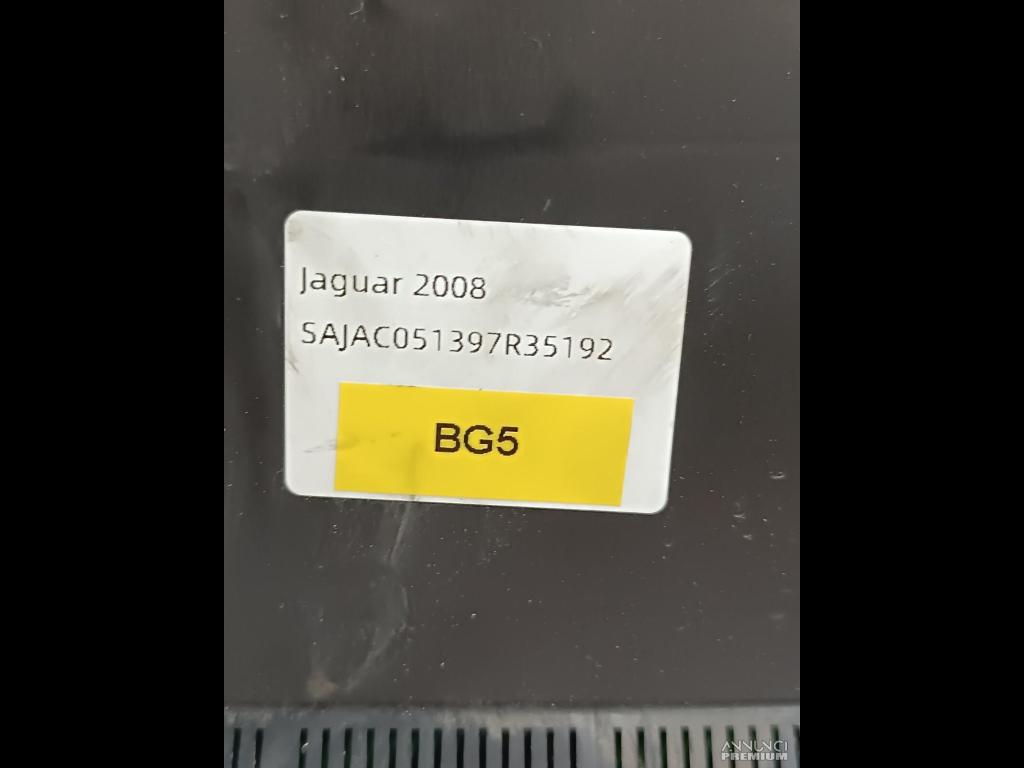 Jaguar 2008
SAJAC051397R35192
BG5
ANNUNCI
PREMIUM